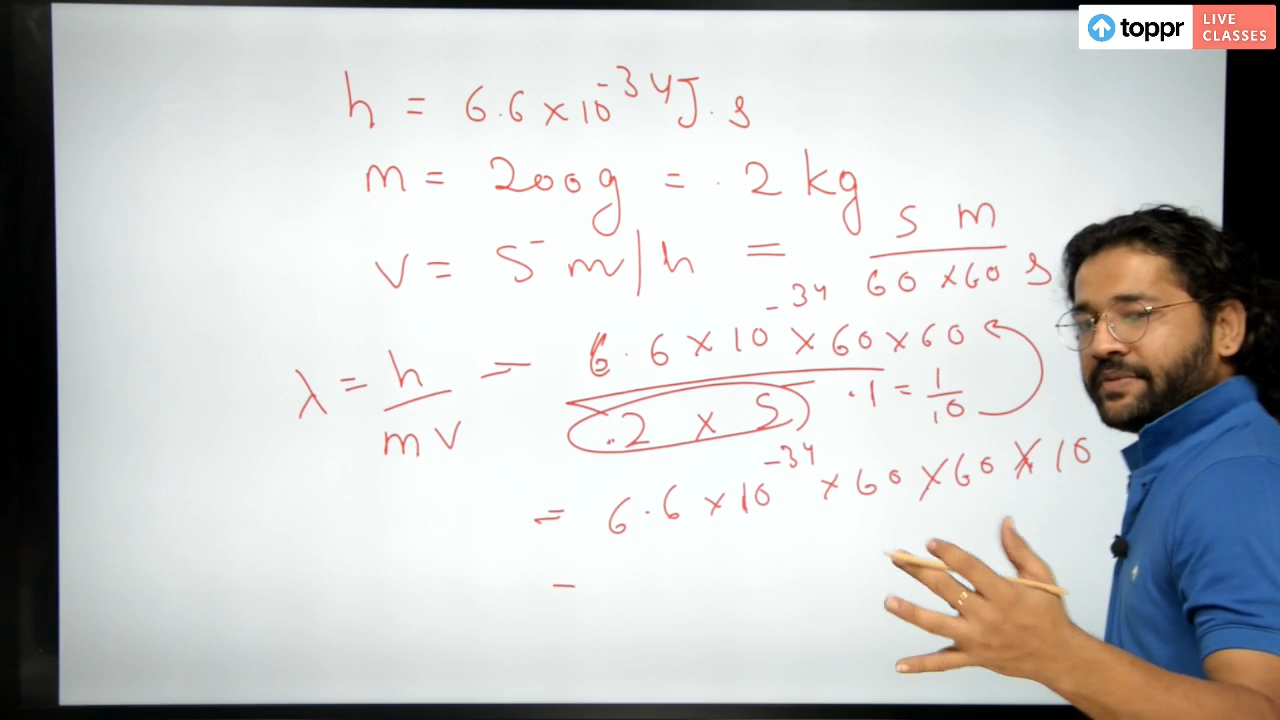 toppr LIVE CLASSES
h = 6.6 × 10⁻³⁴ J.s
m = 200g = .2 kg
v = 5 m/h = 5 m / 60 × 60 s
λ = h / mv = 6.6 × 10⁻³⁴ × 60 × 60 / .2 × 5
.1 = 1/10
= 6.6 × 10⁻³⁴ × 60 × 60 × 10
=